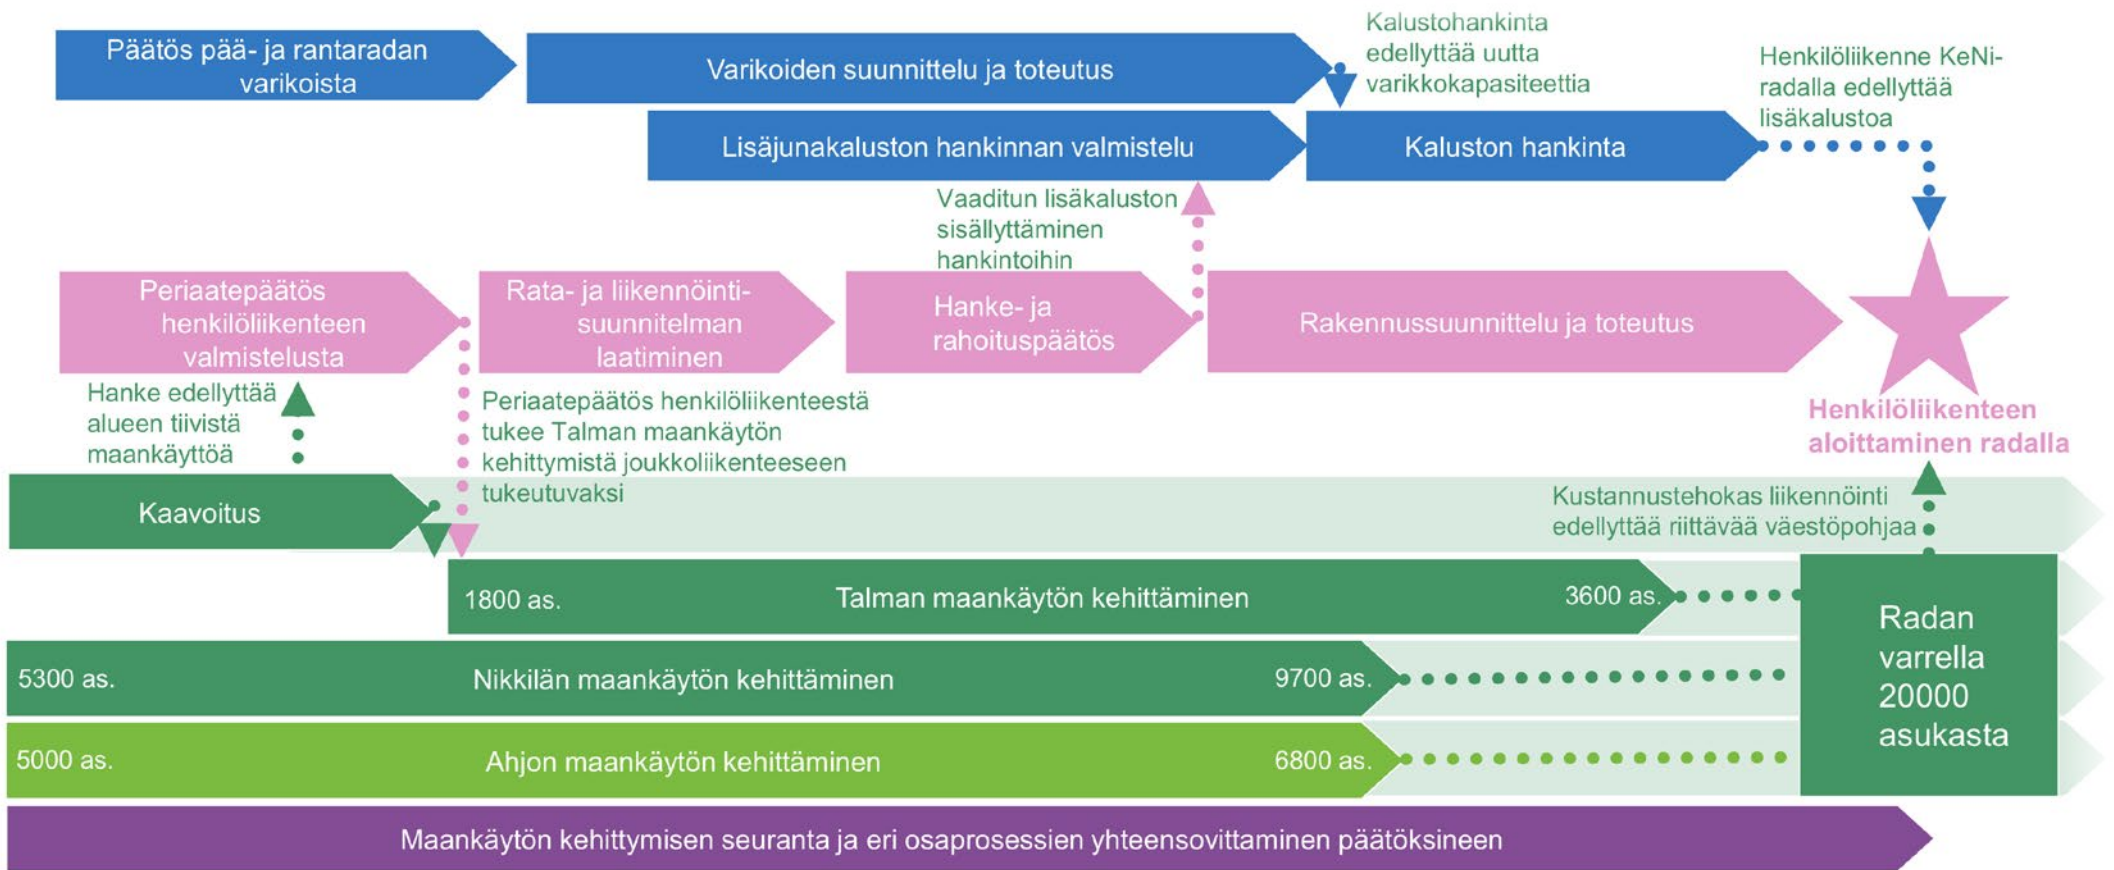 Päätös pää- ja rantaradan
varikoista
Varikoiden suunnittelu ja toteutus
Kalustohankinta
edellyttää uutta
varikkokapasiteettia
Henkilöliikenne KeNi-
radalla edellyttää
lisäkalustoa
Lisäjunakaluston hankinnan valmistelu
Kaluston hankinta
Vaaditun lisäkaluston
sisällyttäminen
hankintoihin
Periaatepäätös
henkilöliikenteen
valmistelusta
Rata- ja liikennöinti-
suunnitelman
laatiminen
Hanke- ja
rahoituspäätös
Rakennussuunnittelu ja toteutus
Henkilöliikenteen
aloittaminen radalla
Hanke edellyttää
alueen tiivistä
maankäyttöä
Periaatepäätös henkilöliikenteestä
tukee Talman maankäytön
kehittymistä joukkoliikenteeseen
tukeutuvaksi
Kaavoitus
Kustannustehokas liikennöinti
edellyttää riittävää väestöpohjaa
1800 as.
Talman maankäytön kehittäminen
3600 as.
5300 as.
Nikkilän maankäytön kehittäminen
9700 as.
5000 as.
Ahjon maankäytön kehittäminen
6800 as.
Radan
varrella
20000
asukasta
Maankäytön kehittymisen seuranta ja eri osaprosessien yhteensovittaminen päätöksineen